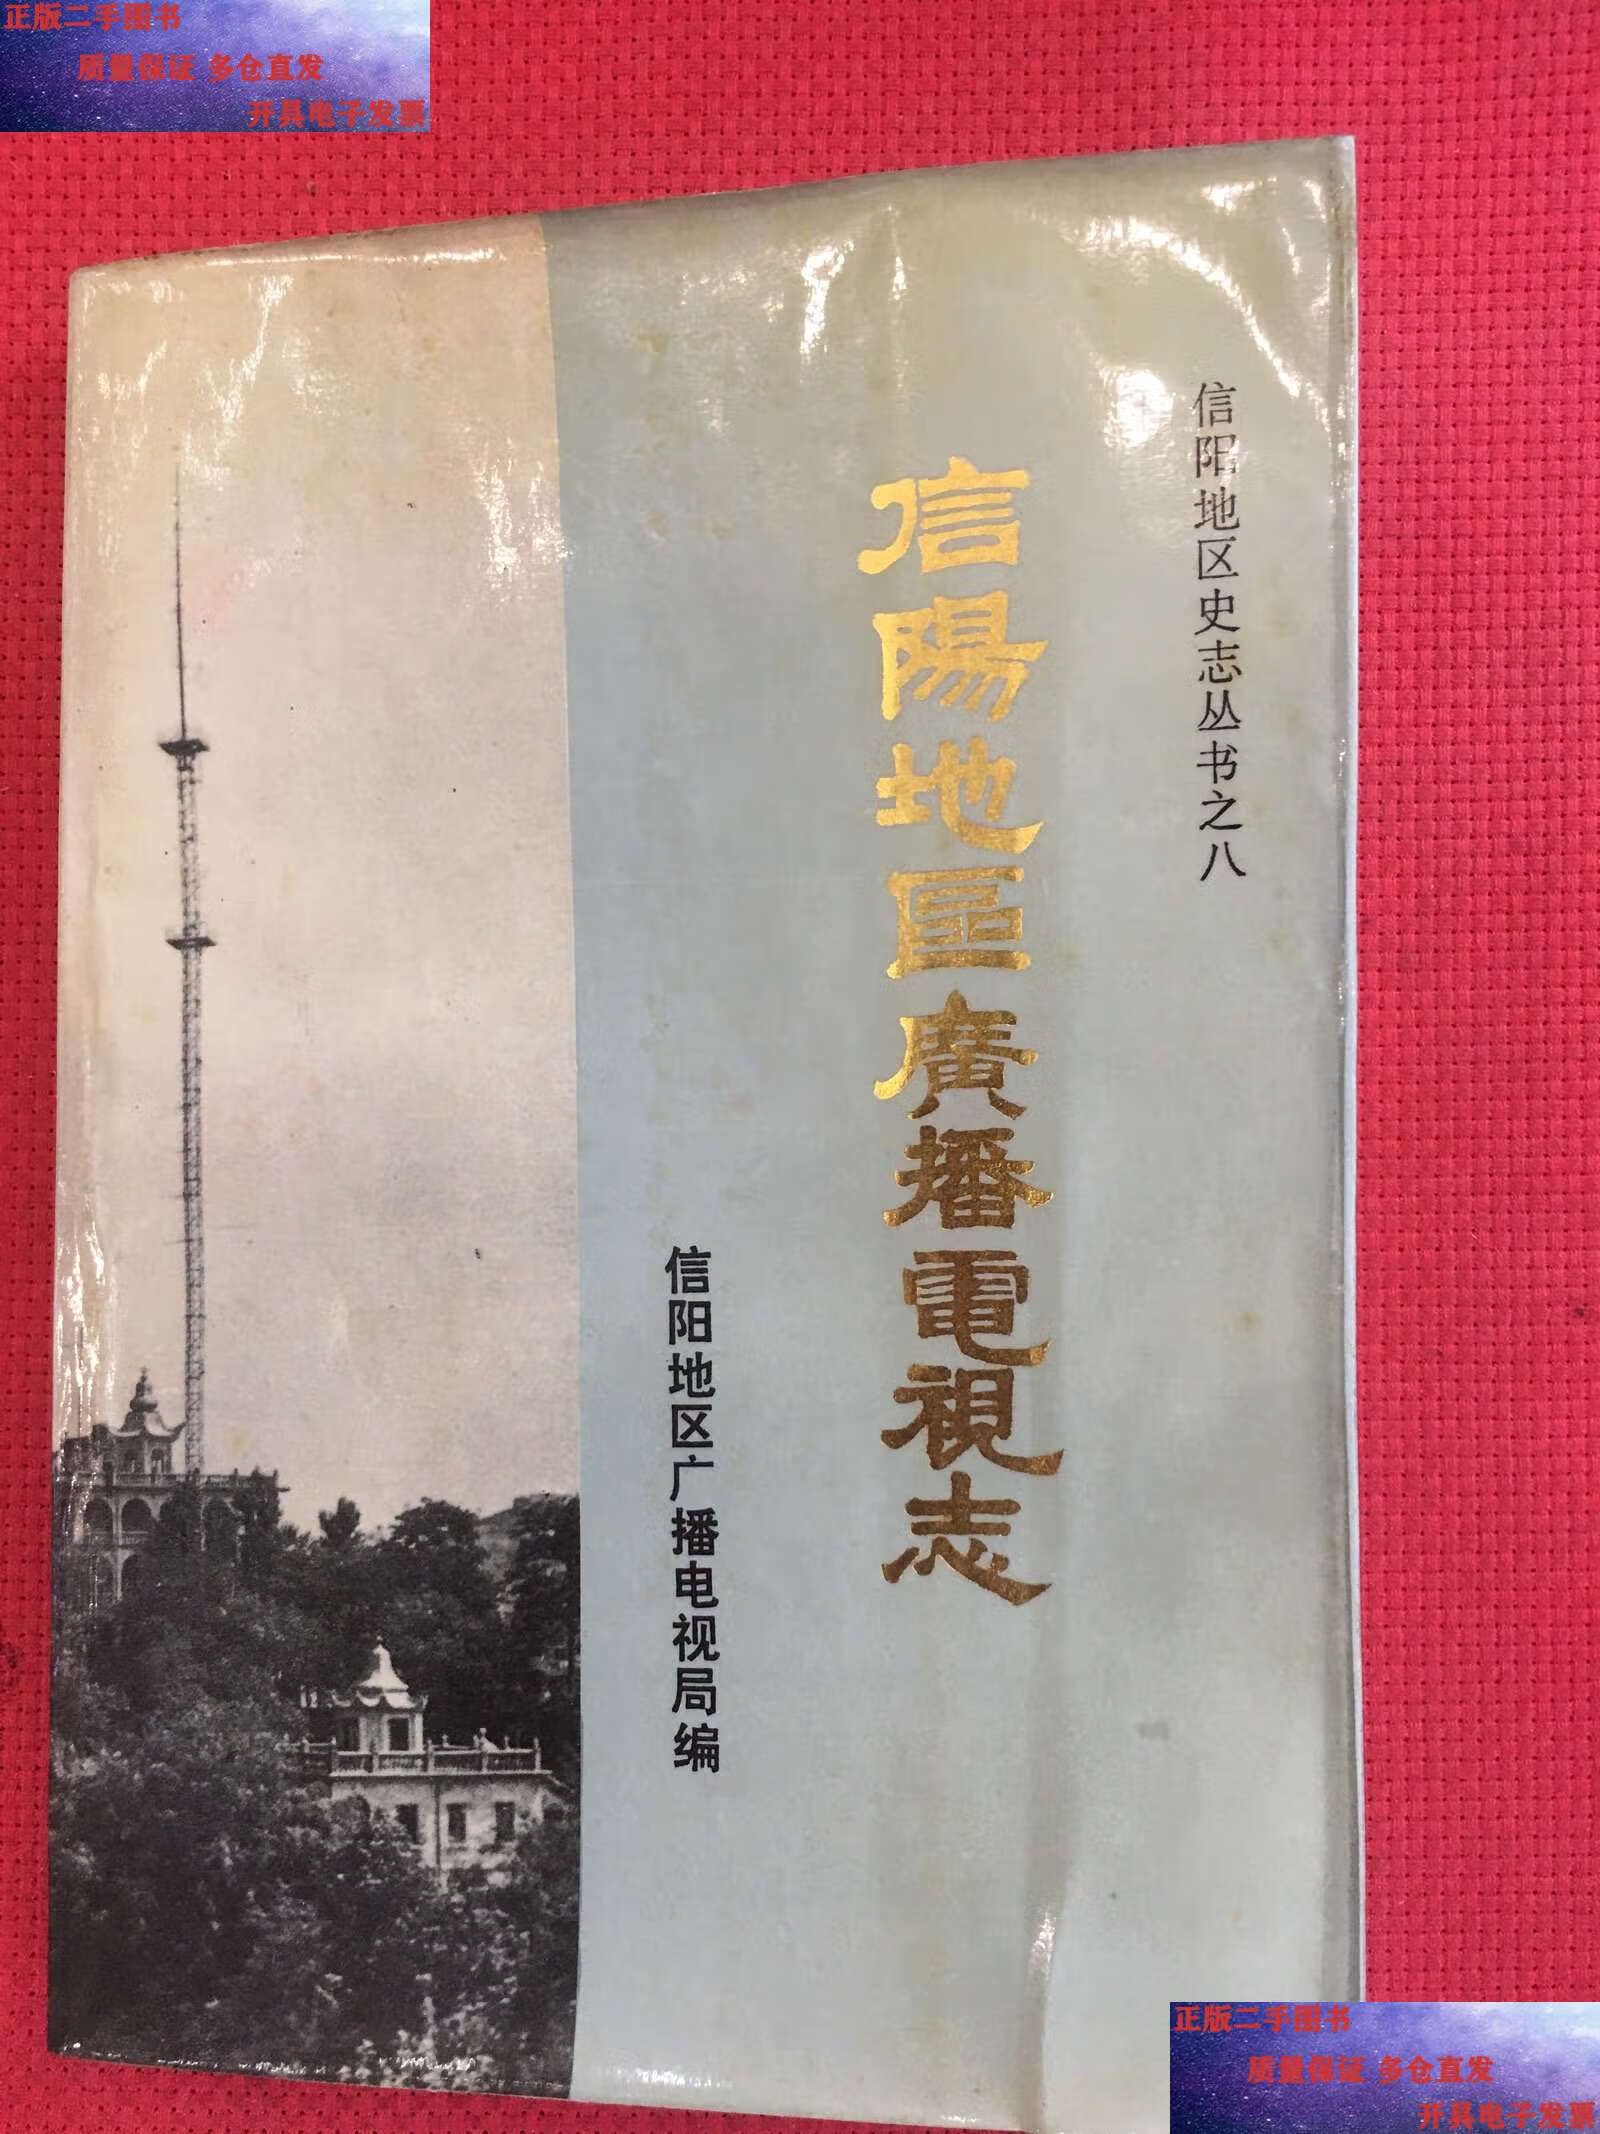 正版二手图书
质量保证 多仓直发
开具电子发票
信阳地区史志丛书之八
信陽地區廣播電視志
信阳地区广播电视局编
正版二手图书
质量保证 多仓直发
开具电子发票